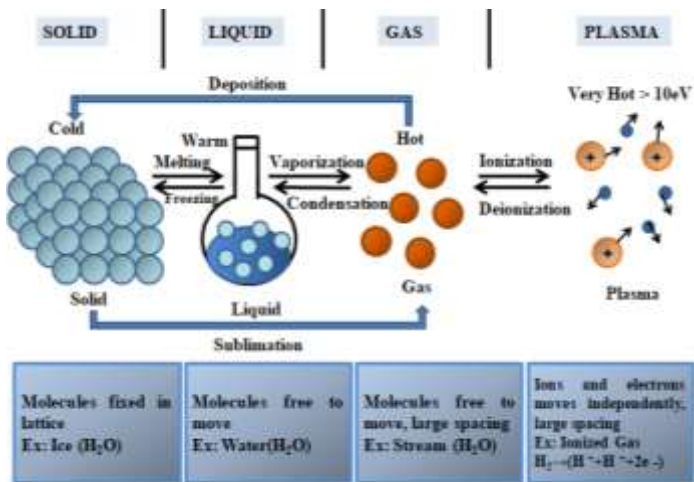 SOLID
LIQUID
GAS
PLASMA
Deposition
Very Hot > 10eV
Cold
Warm
Hot
Melting
Vaporization
Ionization
Freezing
Condensation
Deionization
Solid
Liquid
Gas
Plasma
Sublimation
Molecules fixed in
lattice
Ex: Ice (H₂O)
Molecules free to
move
Ex: Water(H₂O)
Molecules free to
move, large spacing
Ex: Stream (H₂O)
Ions and electrons
moves independently,
large spacing
Ex: Ionized Gas
H₂→(H⁺+H⁺+2e-)